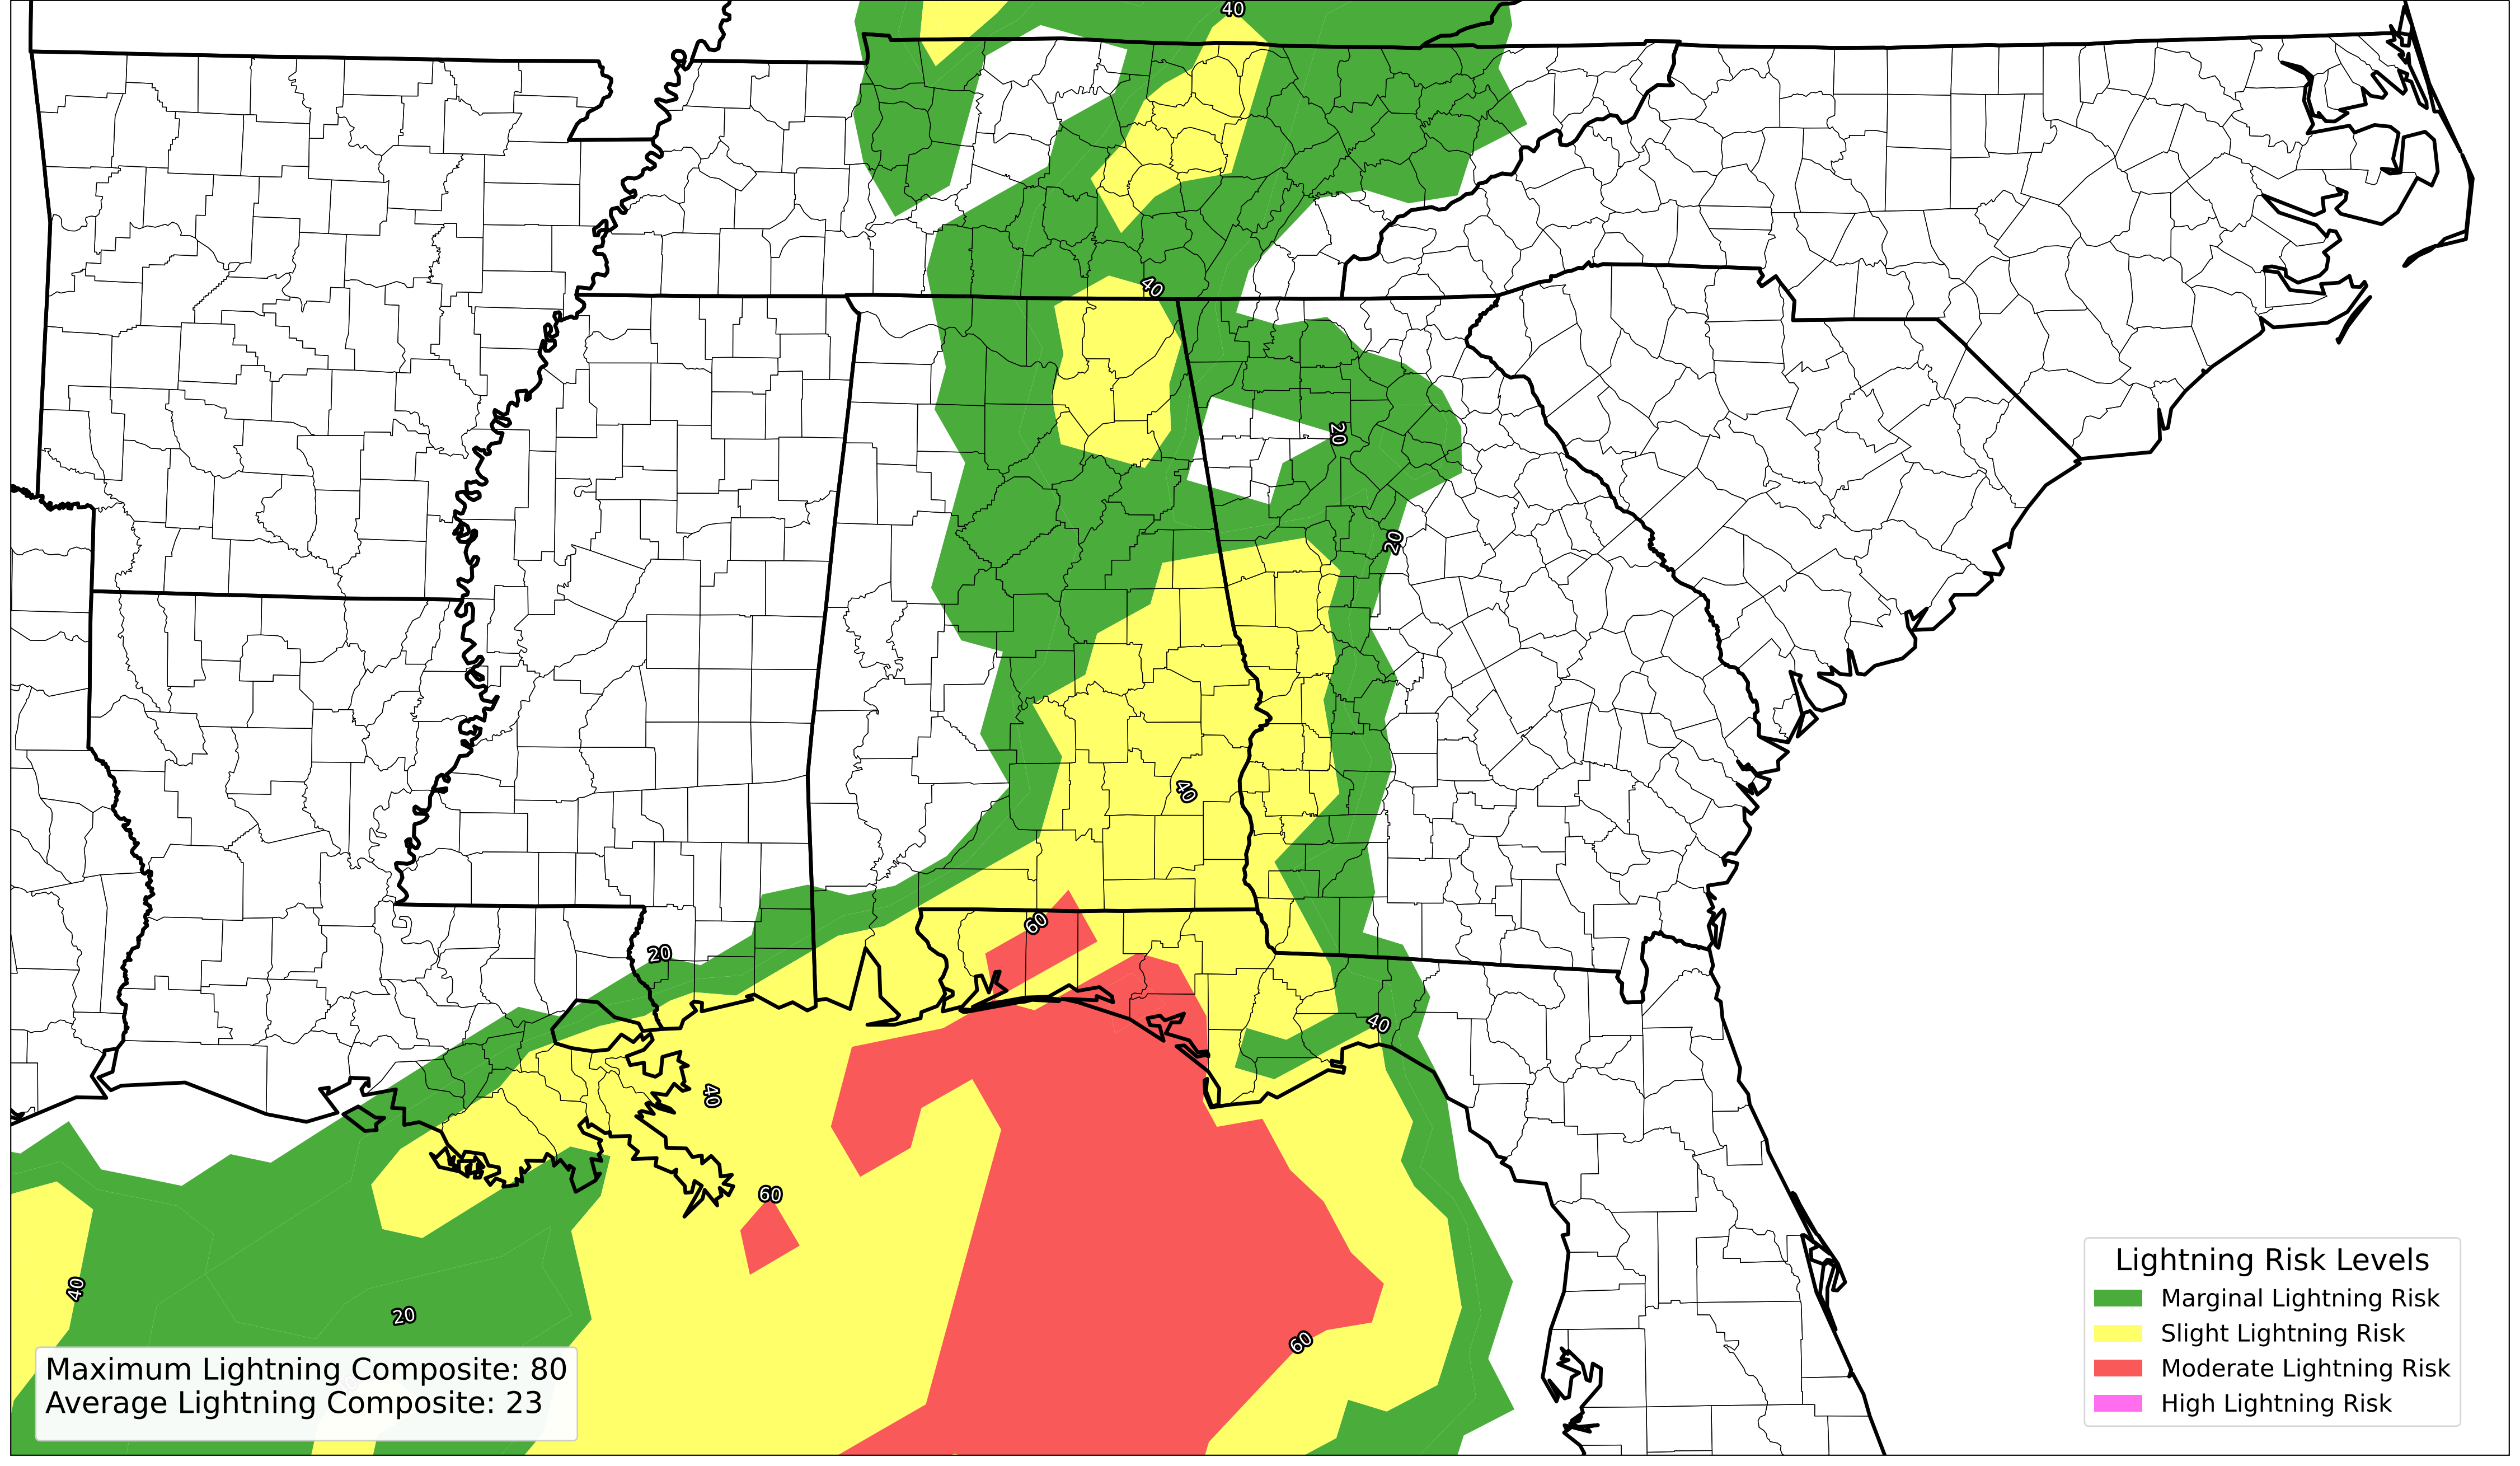 40
40
20
20
40
60
20
40
40
60
40
20
60
Maximum Lightning Composite: 80
Average Lightning Composite: 23
Lightning Risk Levels
Marginal Lightning Risk
Slight Lightning Risk
Moderate Lightning Risk
High Lightning Risk